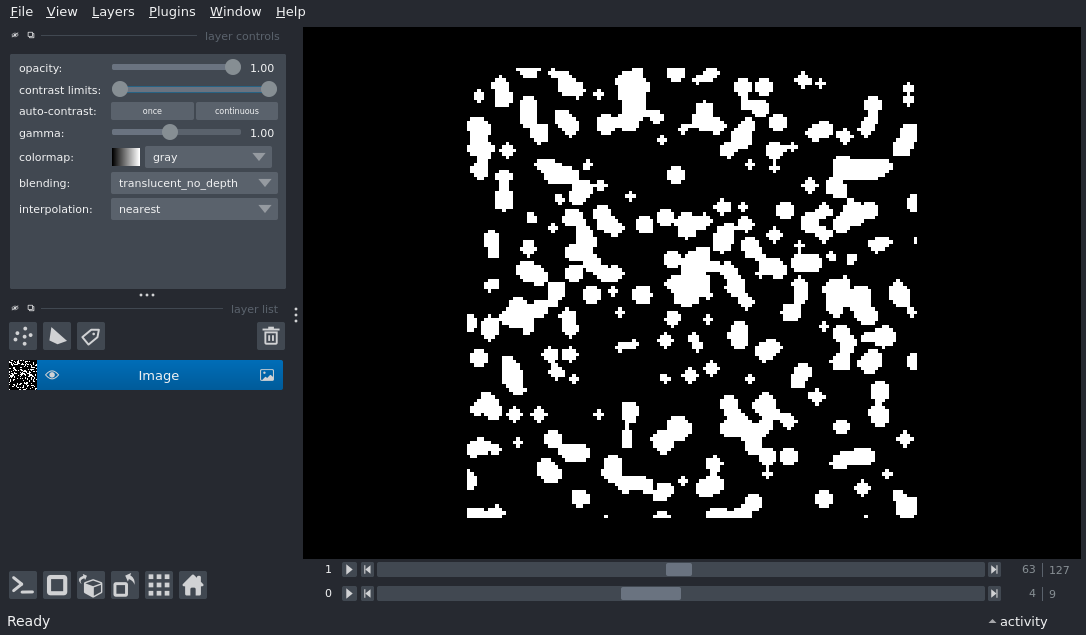 File View Layers Plugins Window Help
layer controls
opacity: 1.00
contrast limits:
auto-contrast: once continuous
gamma: 1.00
colormap: gray
blending: translucent_no_depth
interpolation: nearest
layer list
Image
1 63 127
0 4 9
Ready activity